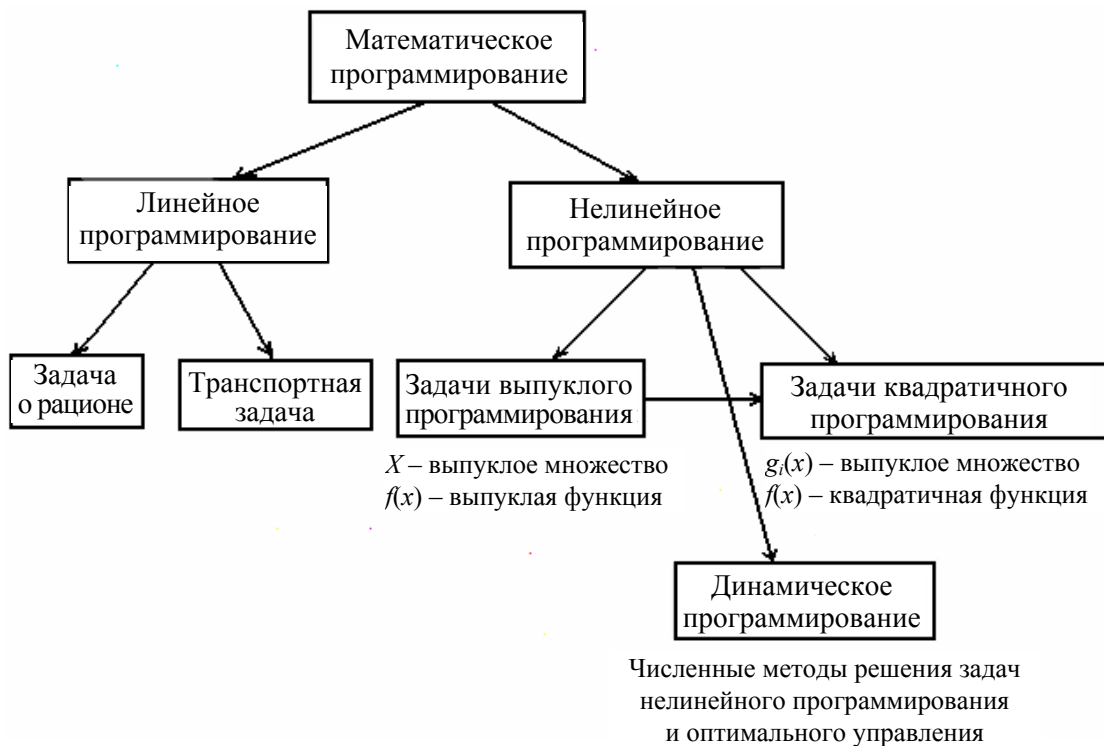 Математическое
программирование
Линейное
программирование
Нелинейное
программирование
Задача
о рационе
Транспортная
задача
Задачи выпуклого
программирования
Задачи квадратичного
программирования
X – выпуклое множество
f(x) – выпуклая функция
gᵢ(x) – выпуклое множество
f(x) – квадратичная функция
Динамическое
программирование
Численные методы решения задач
нелинейного программирования
и оптимального управления